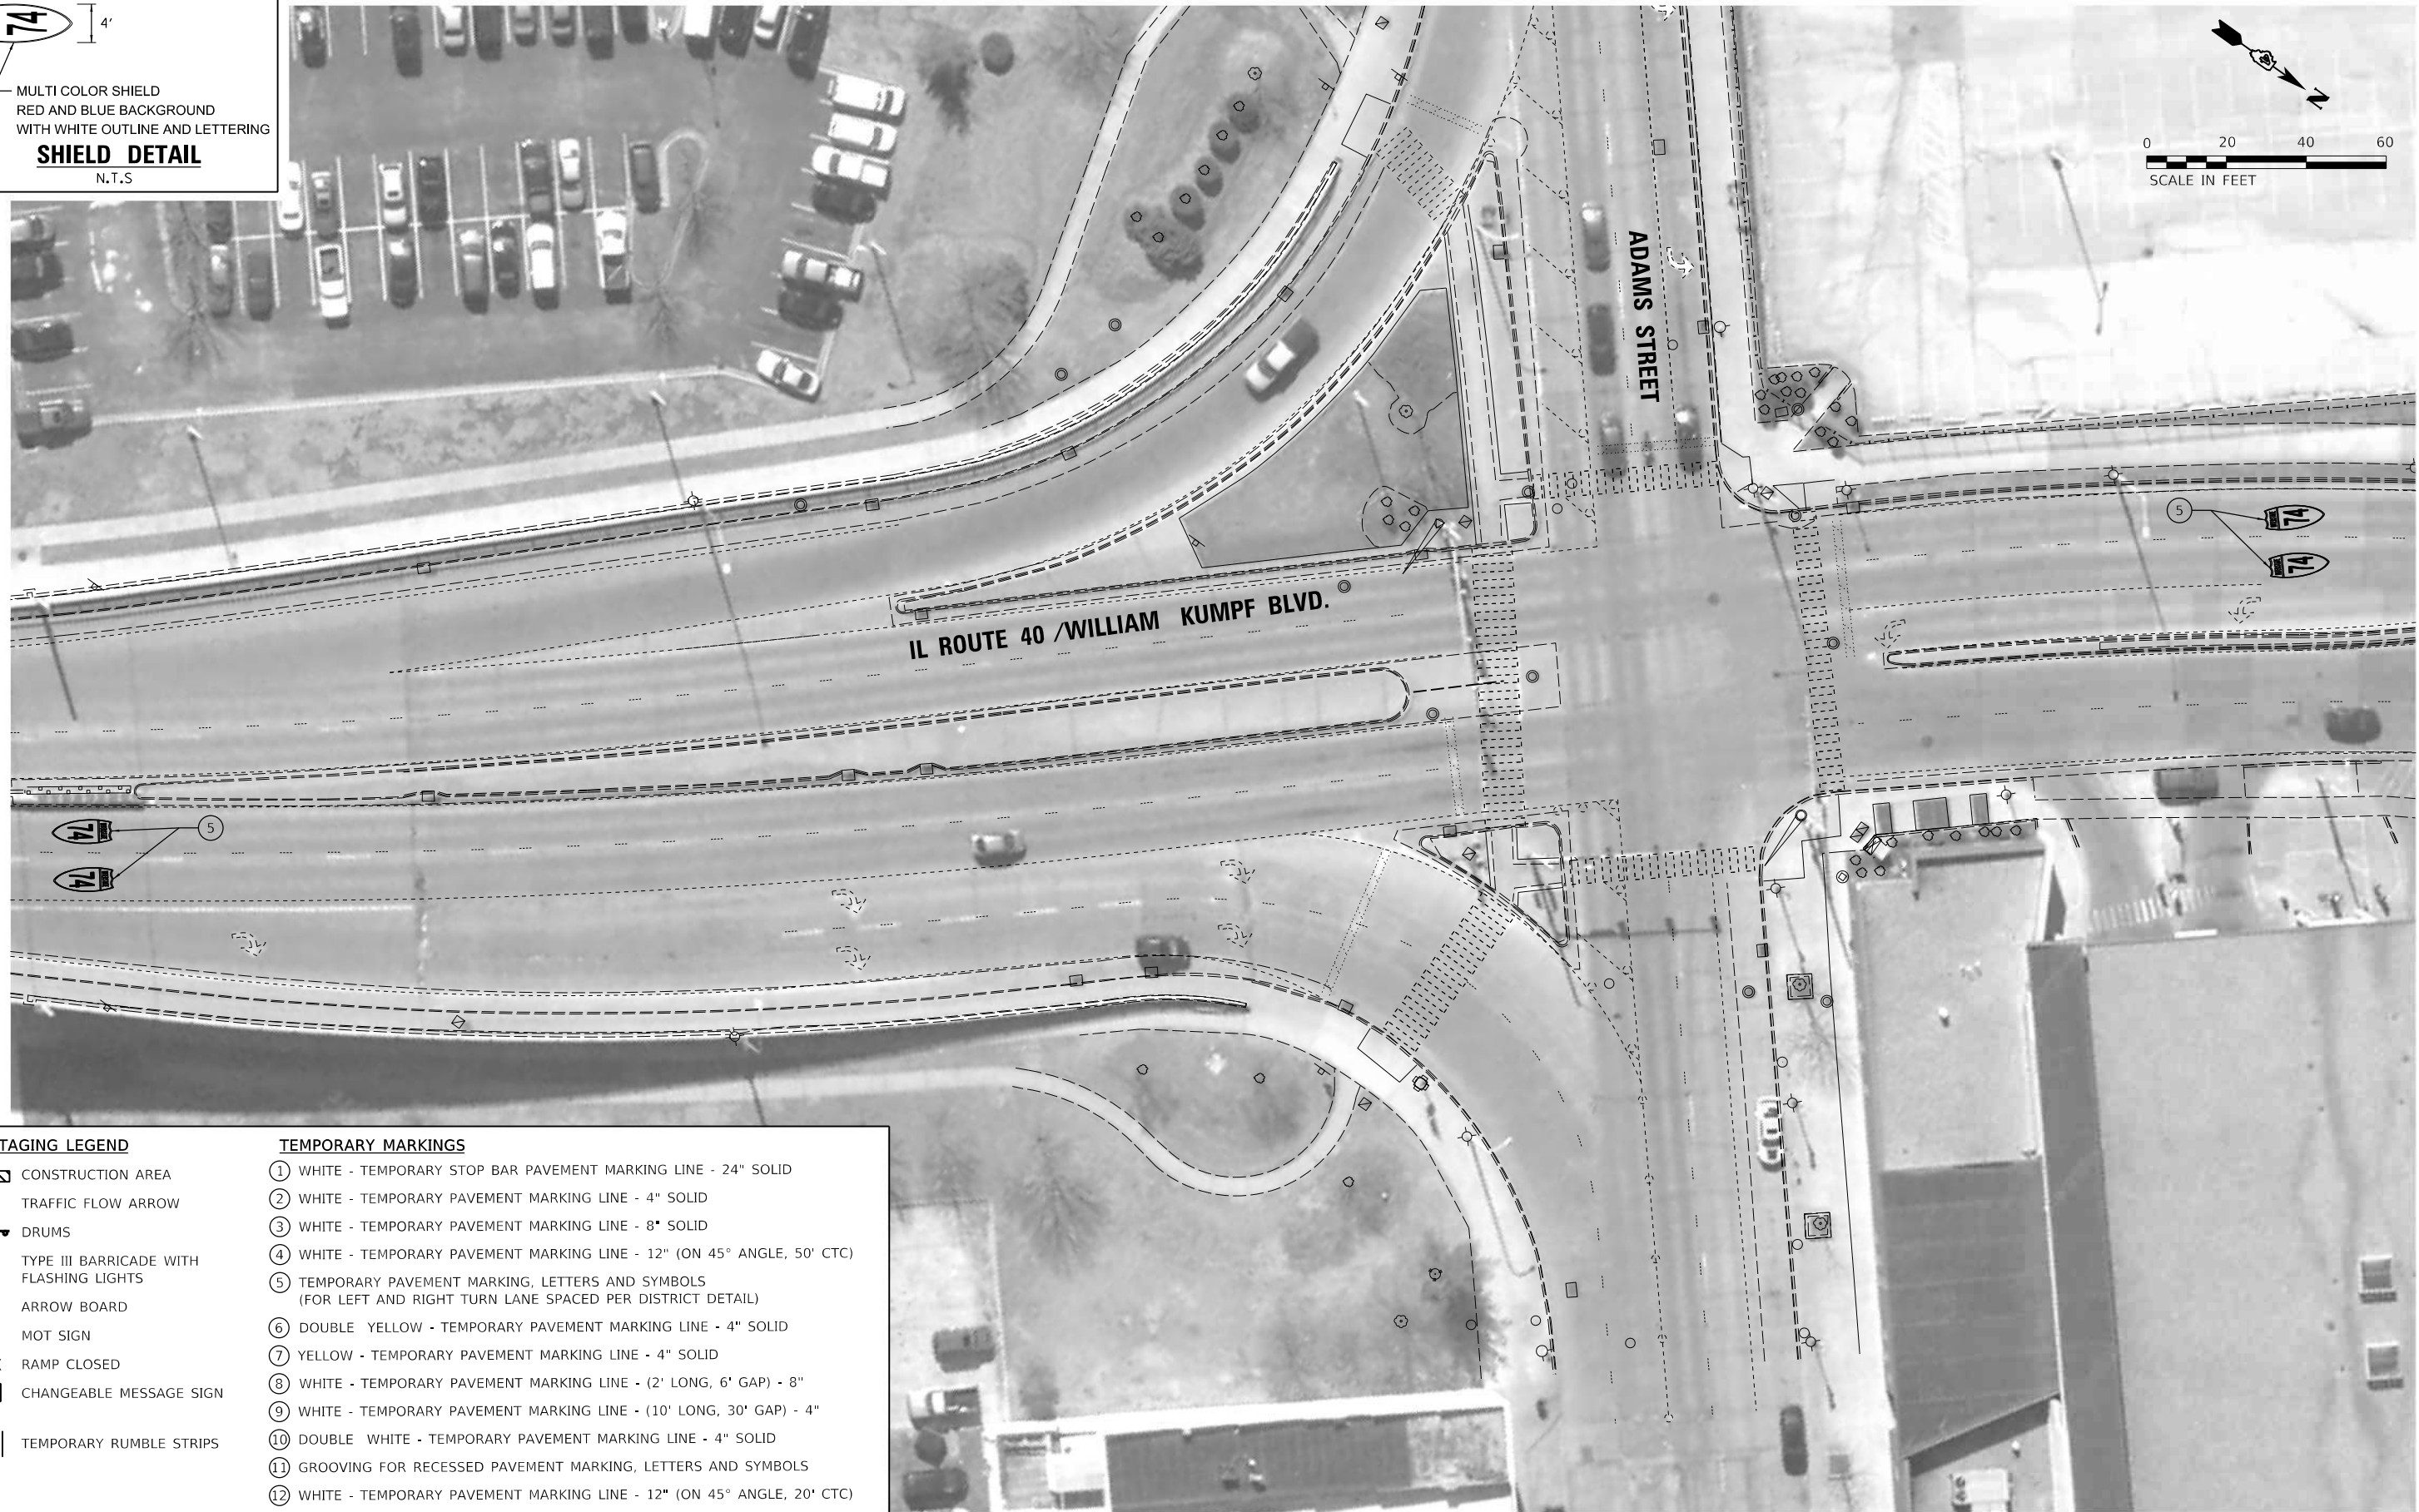 74
4'
MULTI COLOR SHIELD
RED AND BLUE BACKGROUND
WITH WHITE OUTLINE AND LETTERING
SHIELD DETAIL
N.T.S
N
0 20 40 60
SCALE IN FEET
ADAMS STREET
IL ROUTE 40 /WILLIAM KUMPF BLVD.
5
74
74
5
74
74
TAGING LEGEND
CONSTRUCTION AREA
TRAFFIC FLOW ARROW
DRUMS
TYPE III BARRICADE WITH
FLASHING LIGHTS
ARROW BOARD
MOT SIGN
RAMP CLOSED
CHANGEABLE MESSAGE SIGN
TEMPORARY RUMBLE STRIPS
TEMPORARY MARKINGS
1 WHITE - TEMPORARY STOP BAR PAVEMENT MARKING LINE - 24" SOLID
2 WHITE - TEMPORARY PAVEMENT MARKING LINE - 4" SOLID
3 WHITE - TEMPORARY PAVEMENT MARKING LINE - 8" SOLID
4 WHITE - TEMPORARY PAVEMENT MARKING LINE - 12" (ON 45° ANGLE, 50' CTC)
5 TEMPORARY PAVEMENT MARKING, LETTERS AND SYMBOLS
(FOR LEFT AND RIGHT TURN LANE SPACED PER DISTRICT DETAIL)
6 DOUBLE YELLOW - TEMPORARY PAVEMENT MARKING LINE - 4" SOLID
7 YELLOW - TEMPORARY PAVEMENT MARKING LINE - 4" SOLID
8 WHITE - TEMPORARY PAVEMENT MARKING LINE - (2' LONG, 6' GAP) - 8"
9 WHITE - TEMPORARY PAVEMENT MARKING LINE - (10' LONG, 30' GAP) - 4"
10 DOUBLE WHITE - TEMPORARY PAVEMENT MARKING LINE - 4" SOLID
11 GROOVING FOR RECESSED PAVEMENT MARKING, LETTERS AND SYMBOLS
12 WHITE - TEMPORARY PAVEMENT MARKING LINE - 12" (ON 45° ANGLE, 20' CTC)